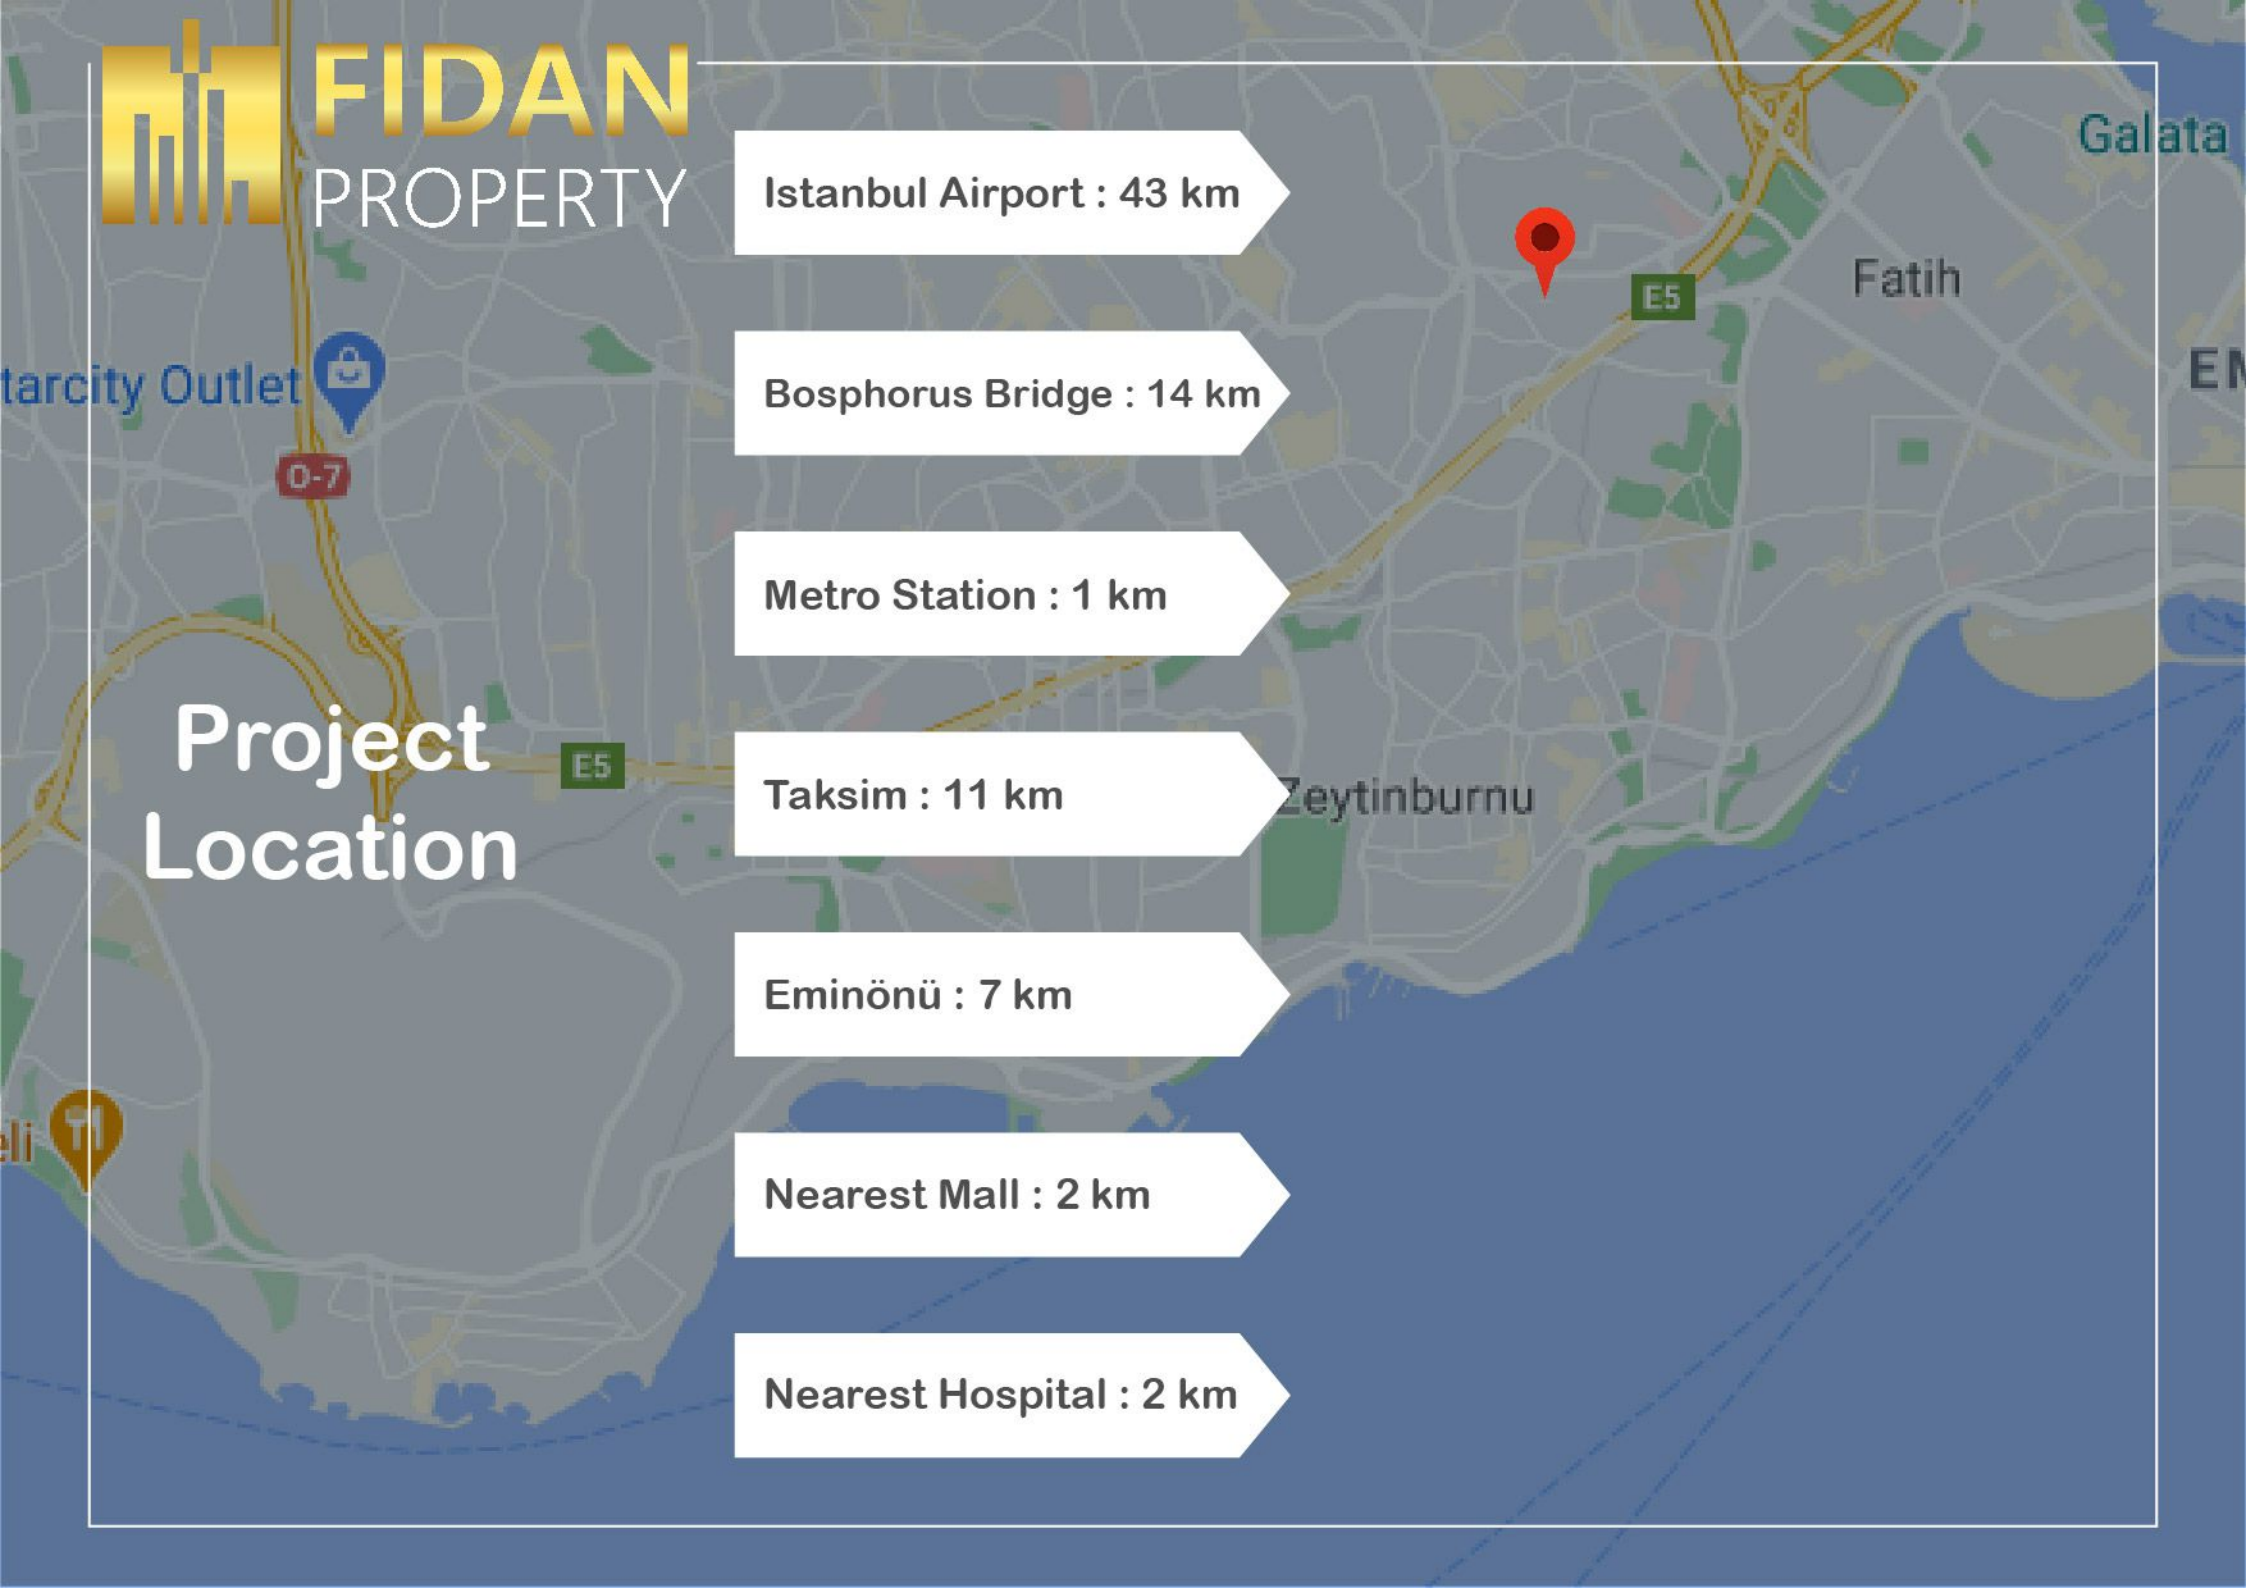 FIDAN
PROPERTY
Istanbul Airport : 43 km
Galata
Fatih
E5
Bosphorus Bridge : 14 km
tarcity Outlet
EM
O-7
Metro Station : 1 km
Project
Location
E5
Taksim : 11 km
Zeytinburnu
Eminönü : 7 km
eli
Nearest Mall : 2 km
Nearest Hospital : 2 km